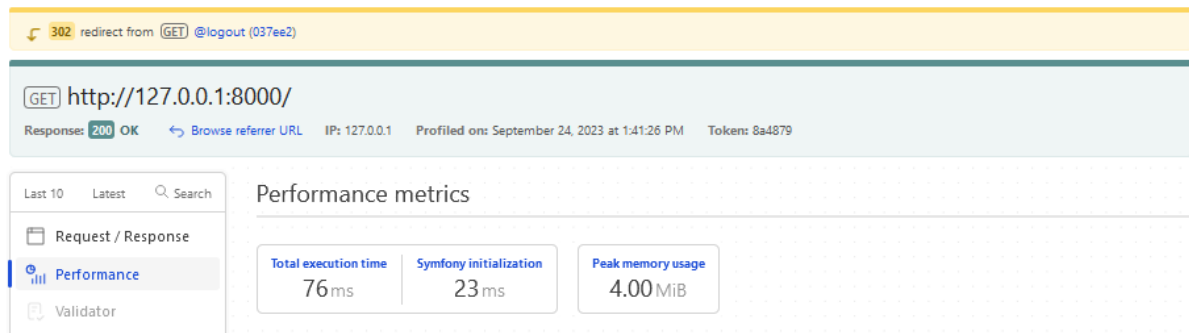 302 redirect from GET @logout (037ee2)
GET http://127.0.0.1:8000/
Response: 200 OK Browse referrer URL IP: 127.0.0.1 Profiled on: September 24, 2023 at 1:41:26 PM Token: 8a4879
Last 10 Latest Search
Performance metrics
Request / Response
Performance
Validator
Total execution time Symfony initialization Peak memory usage
76 ms 23 ms 4.00 MiB